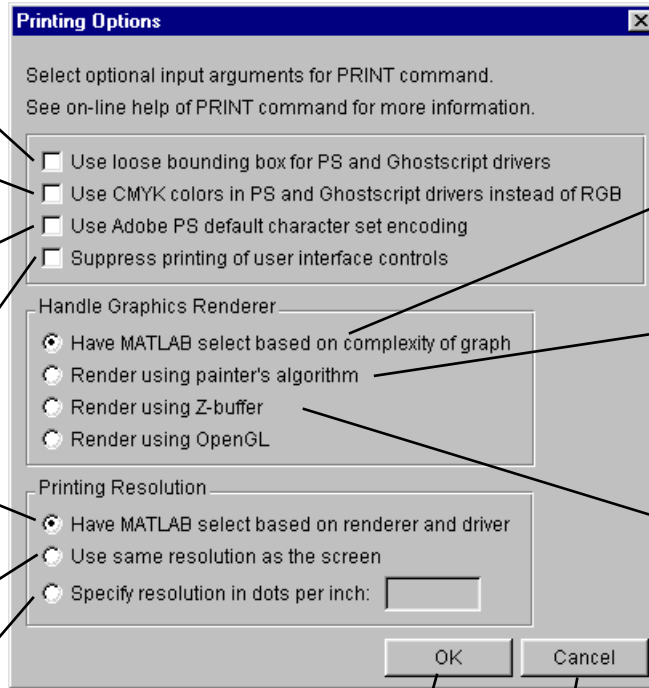 Printing Options
Select optional input arguments for PRINT command.
See on-line help of PRINT command for more information.
Use loose bounding box for PS and Ghostscript drivers
Use CMYK colors in PS and Ghostscript drivers instead of RGB
Use Adobe PS default character set encoding
Suppress printing of user interface controls
Handle Graphics Renderer
Have MATLAB select based on complexity of graph
Render using painter's algorithm
Render using Z-buffer
Render using OpenGL
Printing Resolution
Have MATLAB select based on renderer and driver
Use same resolution as the screen
Specify resolution in dots per inch:
OK Cancel